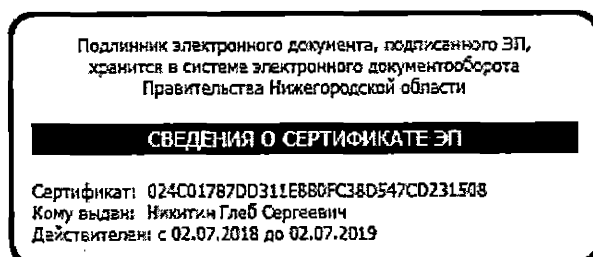 Подлинник электронного документа, подписанного ЭП,
хранится в системе электронного документооборота
Правительства Нижегородской области
СВЕДЕНИЯ О СЕРТИФИКАТЕ ЭП
Сертификат: 024C01787DD311E8B0FC38D547CD231508
Кому выдан: Никитин Глеб Сергеевич
Действителен: с 02.07.2018 до 02.07.2019